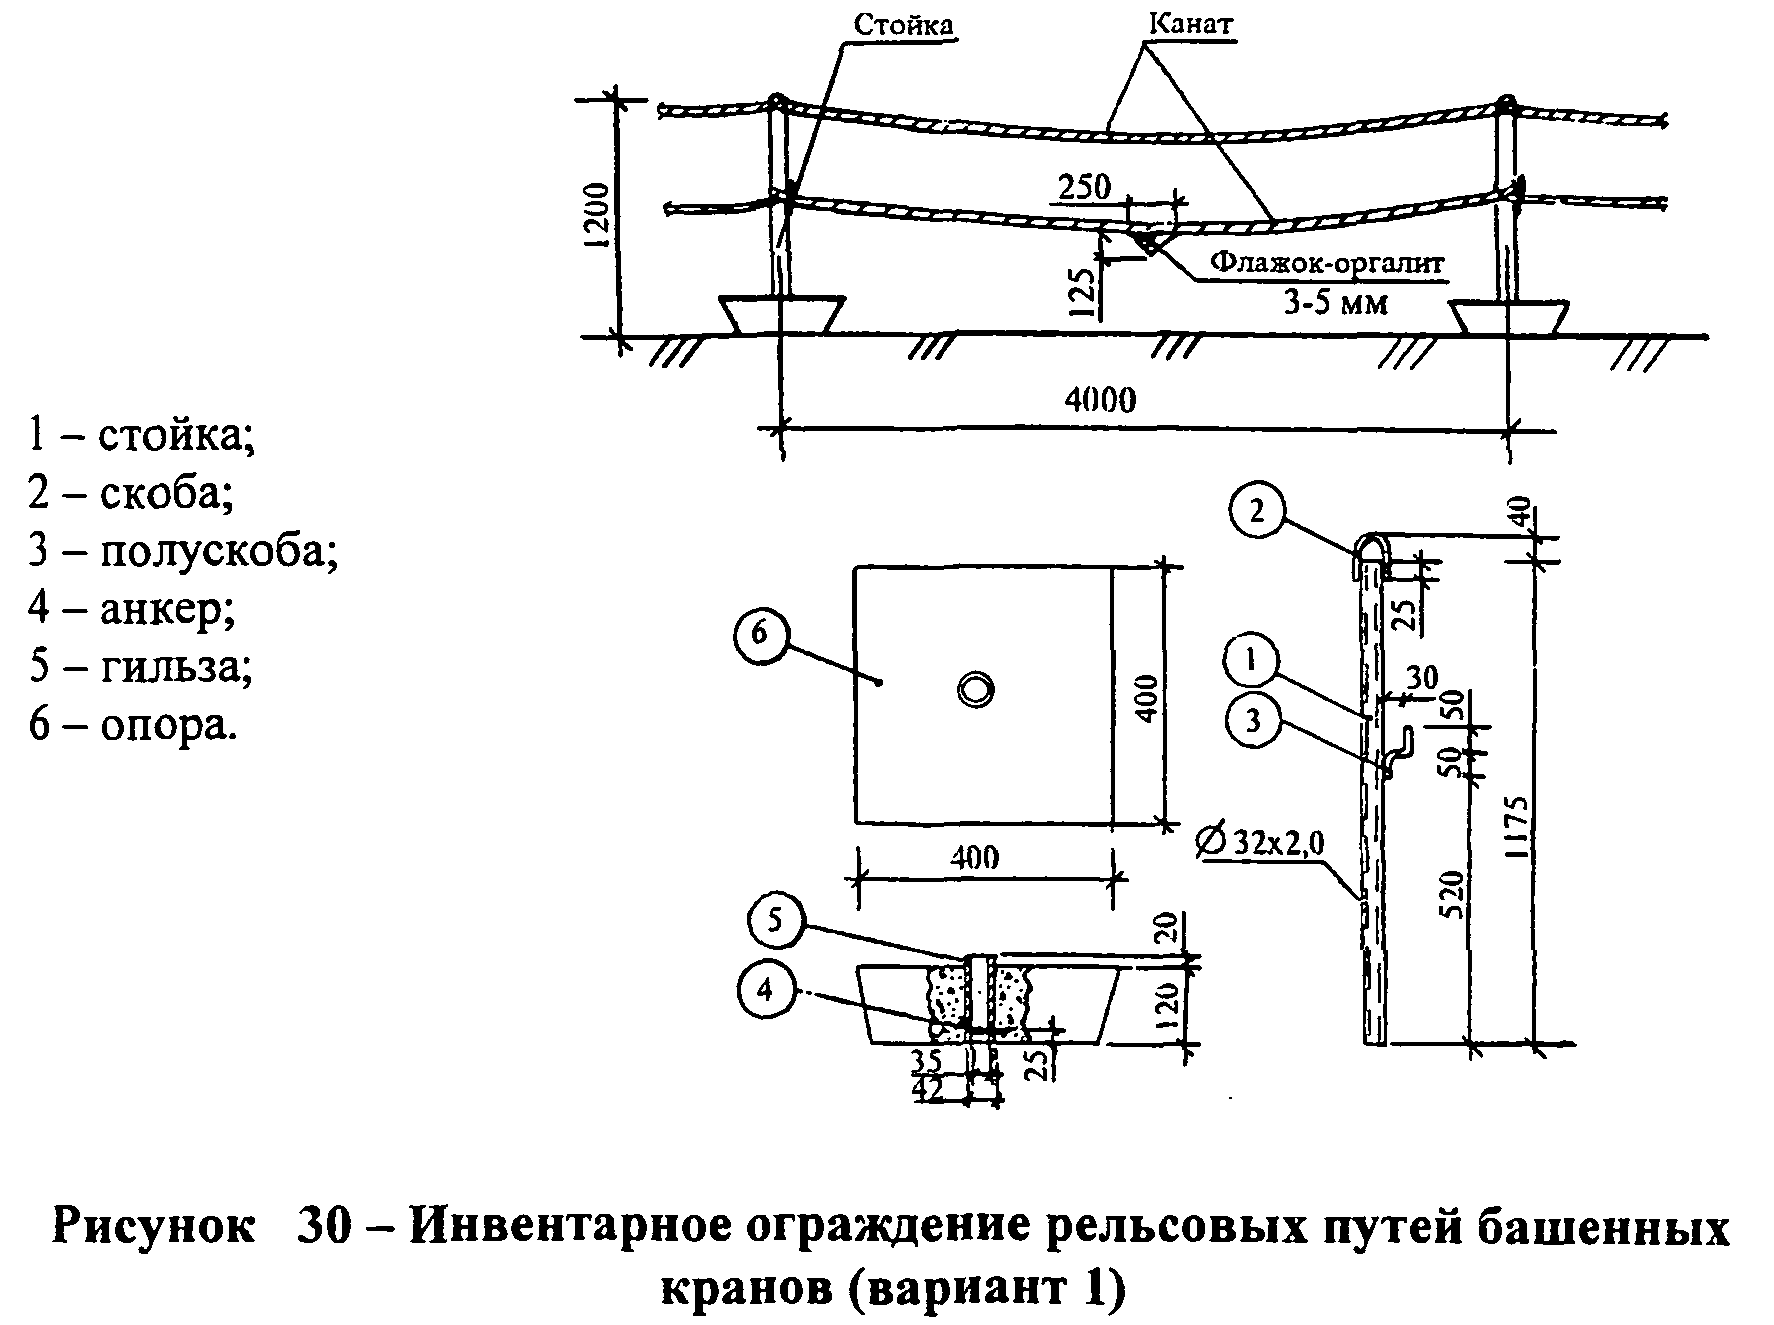 Стойка
Канат
1200
250
125
Флажок-оргалит
3-5 мм
4000
1 – стойка;
2 – скоба;
3 – полускоба;
4 – анкер;
5 – гильза;
6 – опора.
2
40
25
6
400
400
1
30
3
50
50
1175
Ø 32х2,0
520
5
20
4
120
35
25
42
Рисунок 30 – Инвентарное ограждение рельсовых путей башенных
кранов (вариант 1)